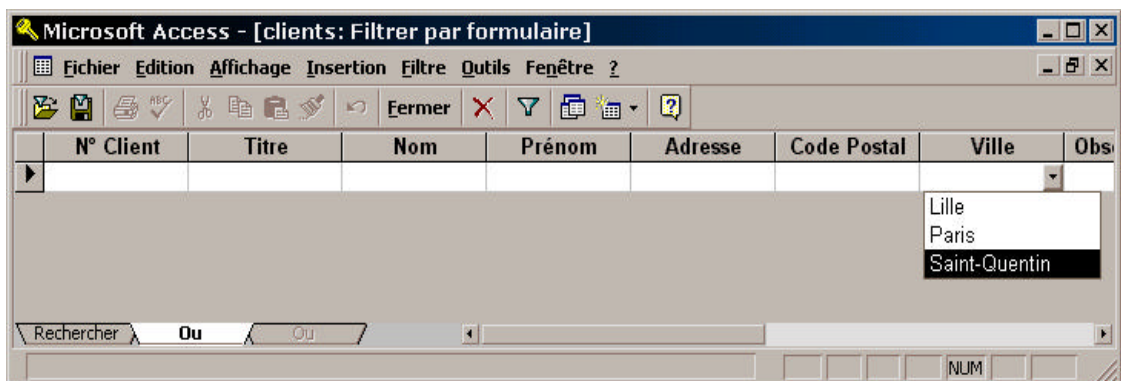 Microsoft Access - [clients: Filtrer par formulaire]
Fichier Edition Affichage Insertion Filtre Outils Fenêtre ?
ABC Fermer
N° Client Titre Nom Prénom Adresse Code Postal Ville
Lille
Paris
Saint-Quentin
Rechercher Ou Ou
NUM